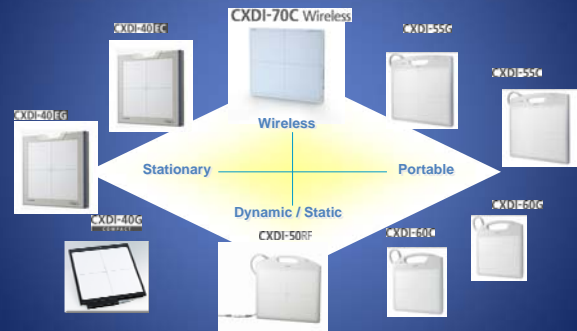 CXDI-70C Wireless
CXDI-40EC
CXDI-55G
CXDI-55C
CXDI-40EG
Wireless
Stationary
Portable
Dynamic / Static
CXDI-40G
COMPACT
CXDI-50RF
CXDI-60C
CXDI-60G